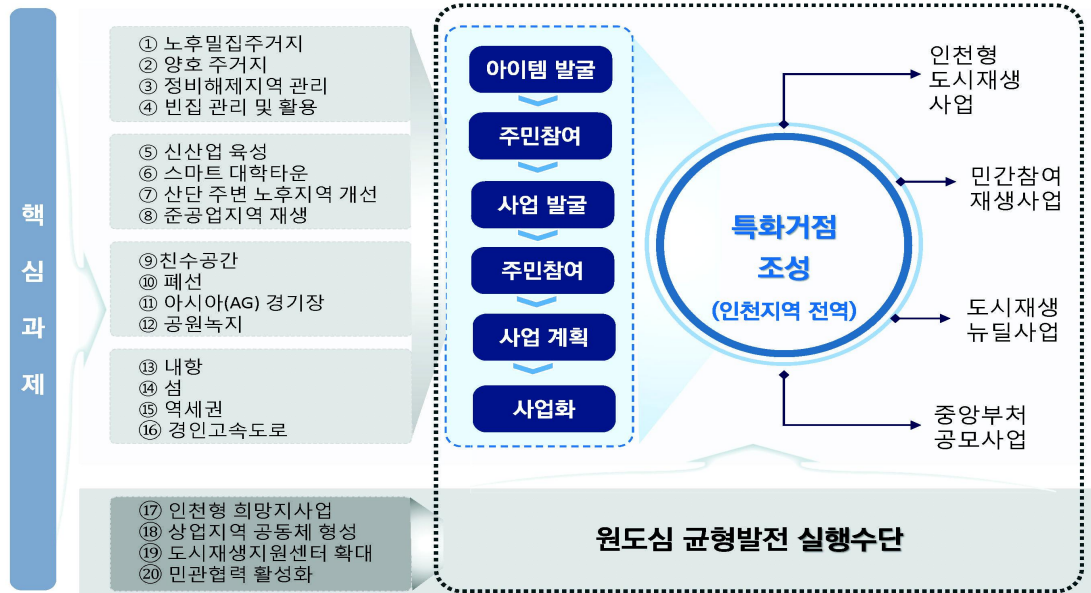 핵심과제
① 노후밀집주거지
② 양호 주거지
③ 정비해제지역 관리
④ 빈집 관리 및 활용
⑤ 신산업 육성
⑥ 스마트 대학타운
⑦ 산단 주변 노후지역 개선
⑧ 준공업지역 재생
⑨친수공간
⑩ 폐선
⑪ 아시아(AG) 경기장
⑫ 공원녹지
⑬ 내항
⑭ 섬
⑮ 역세권
⑯ 경인고속도로
⑰ 인천형 희망지사업
⑱ 상업지역 공동체 형성
⑲ 도시재생지원센터 확대
⑳ 민관협력 활성화
아이템 발굴
주민참여
사업 발굴
주민참여
사업 계획
사업화
특화거점
조성
(인천지역 전역)
인천형
도시재생
사업
민간참여
재생사업
도시재생
뉴딜사업
중앙부처
공모사업
원도심 균형발전 실행수단